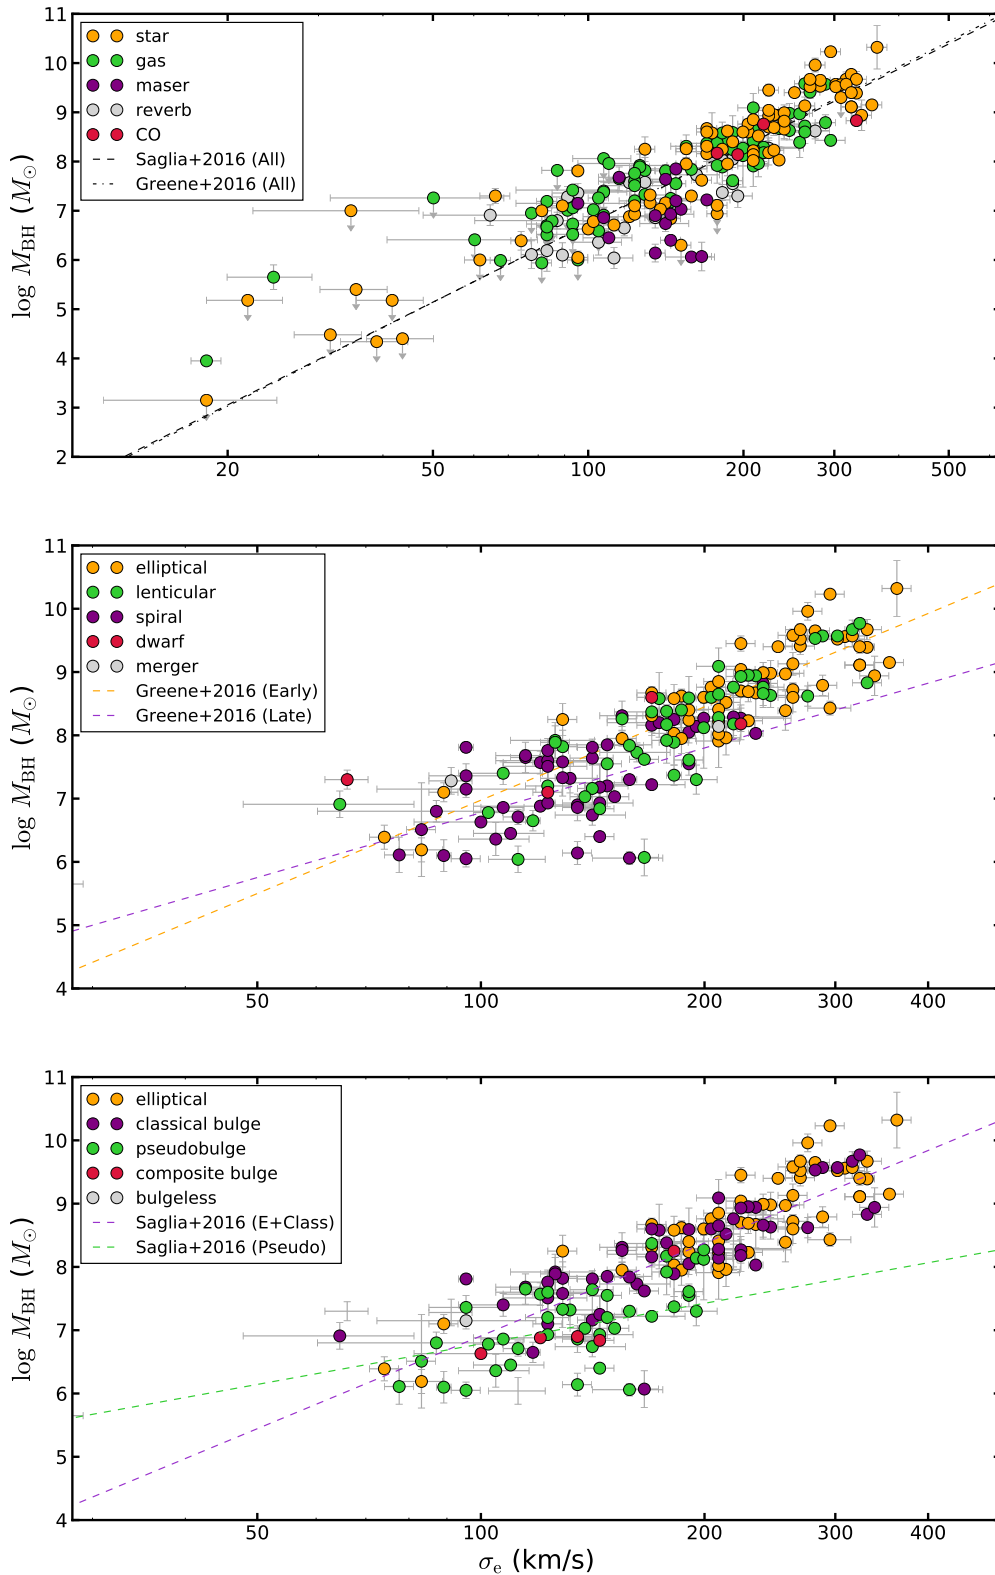 11
10
9
8
7
6
5
4
3
2
log M_BH (M_⊙)
star
gas
maser
reverb
CO
Saglia+2016 (All)
Greene+2016 (All)
20 50 100 200 300 500
11
10
9
8
7
6
5
4
log M_BH (M_⊙)
elliptical
lenticular
spiral
dwarf
merger
Greene+2016 (Early)
Greene+2016 (Late)
50 100 200 300 400
11
10
9
8
7
6
5
4
log M_BH (M_⊙)
elliptical
classical bulge
pseudobulge
composite bulge
bulgeless
Saglia+2016 (E+Class)
Saglia+2016 (Pseudo)
50 100 200 300 400
σ_e (km/s)